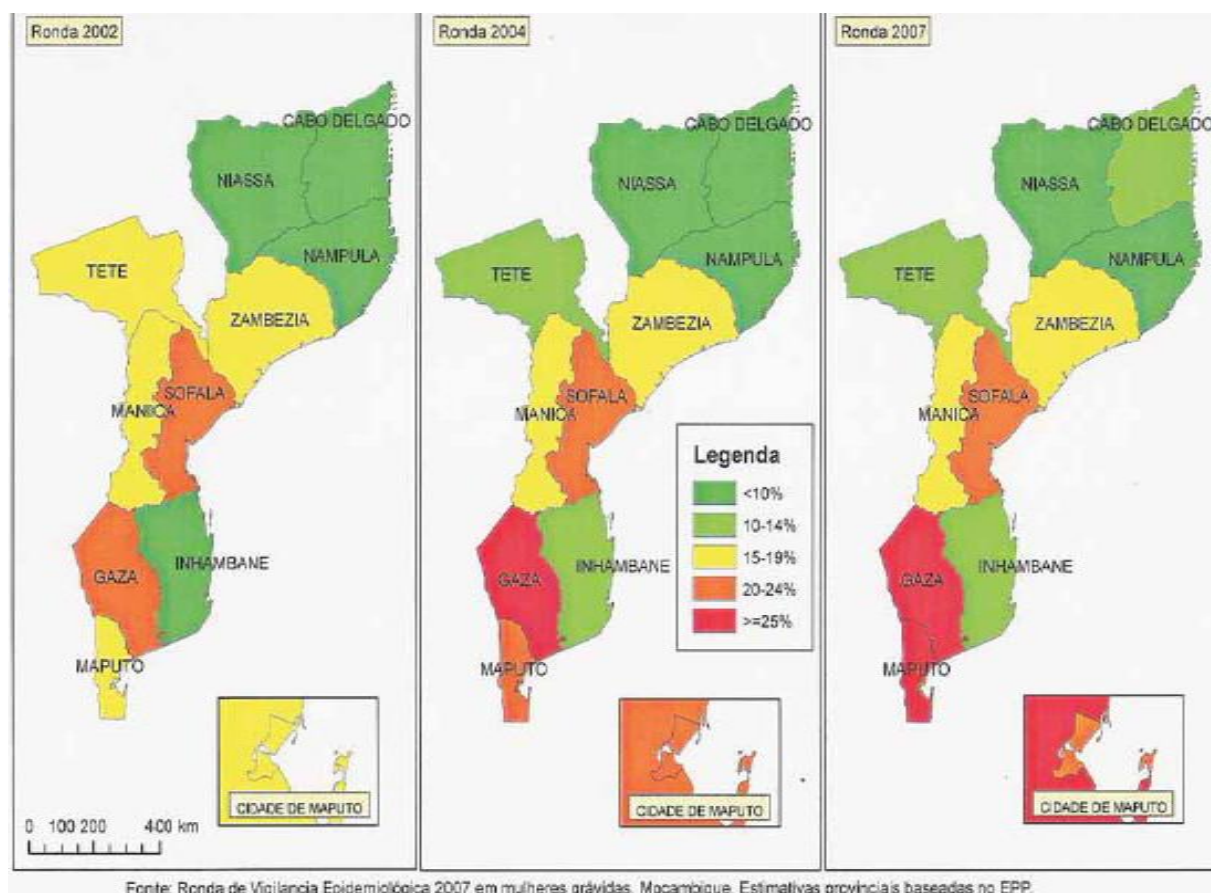 Ronda 2002
CABO DELGADO
NIASSA
NAMPULA
TETE
ZAMBEZIA
SOFALA
MANICA
INHAMBANE
GAZA
MAPUTO
CIDADE DE MAPUTO
0 100 200 400 km
Ronda 2004
CABO DELGADO
NIASSA
NAMPULA
TETE
ZAMBEZIA
SOFALA
MANICA
INHAMBANE
GAZA
MAPUTO
CIDADE DE MAPUTO
Legenda
<10%
10-14%
15-19%
20-24%
>=25%
Ronda 2007
CABO DELGADO
NIASSA
NAMPULA
TETE
ZAMBEZIA
SOFALA
MANICA
INHAMBANE
GAZA
MAPUTO
CIDADE DE MAPUTO
Fonte: Ronda de Vigilancia Epidemiológica 2007 em mulheres grávidas, Moçambique. Estimativas provinciais baseadas no EPP.